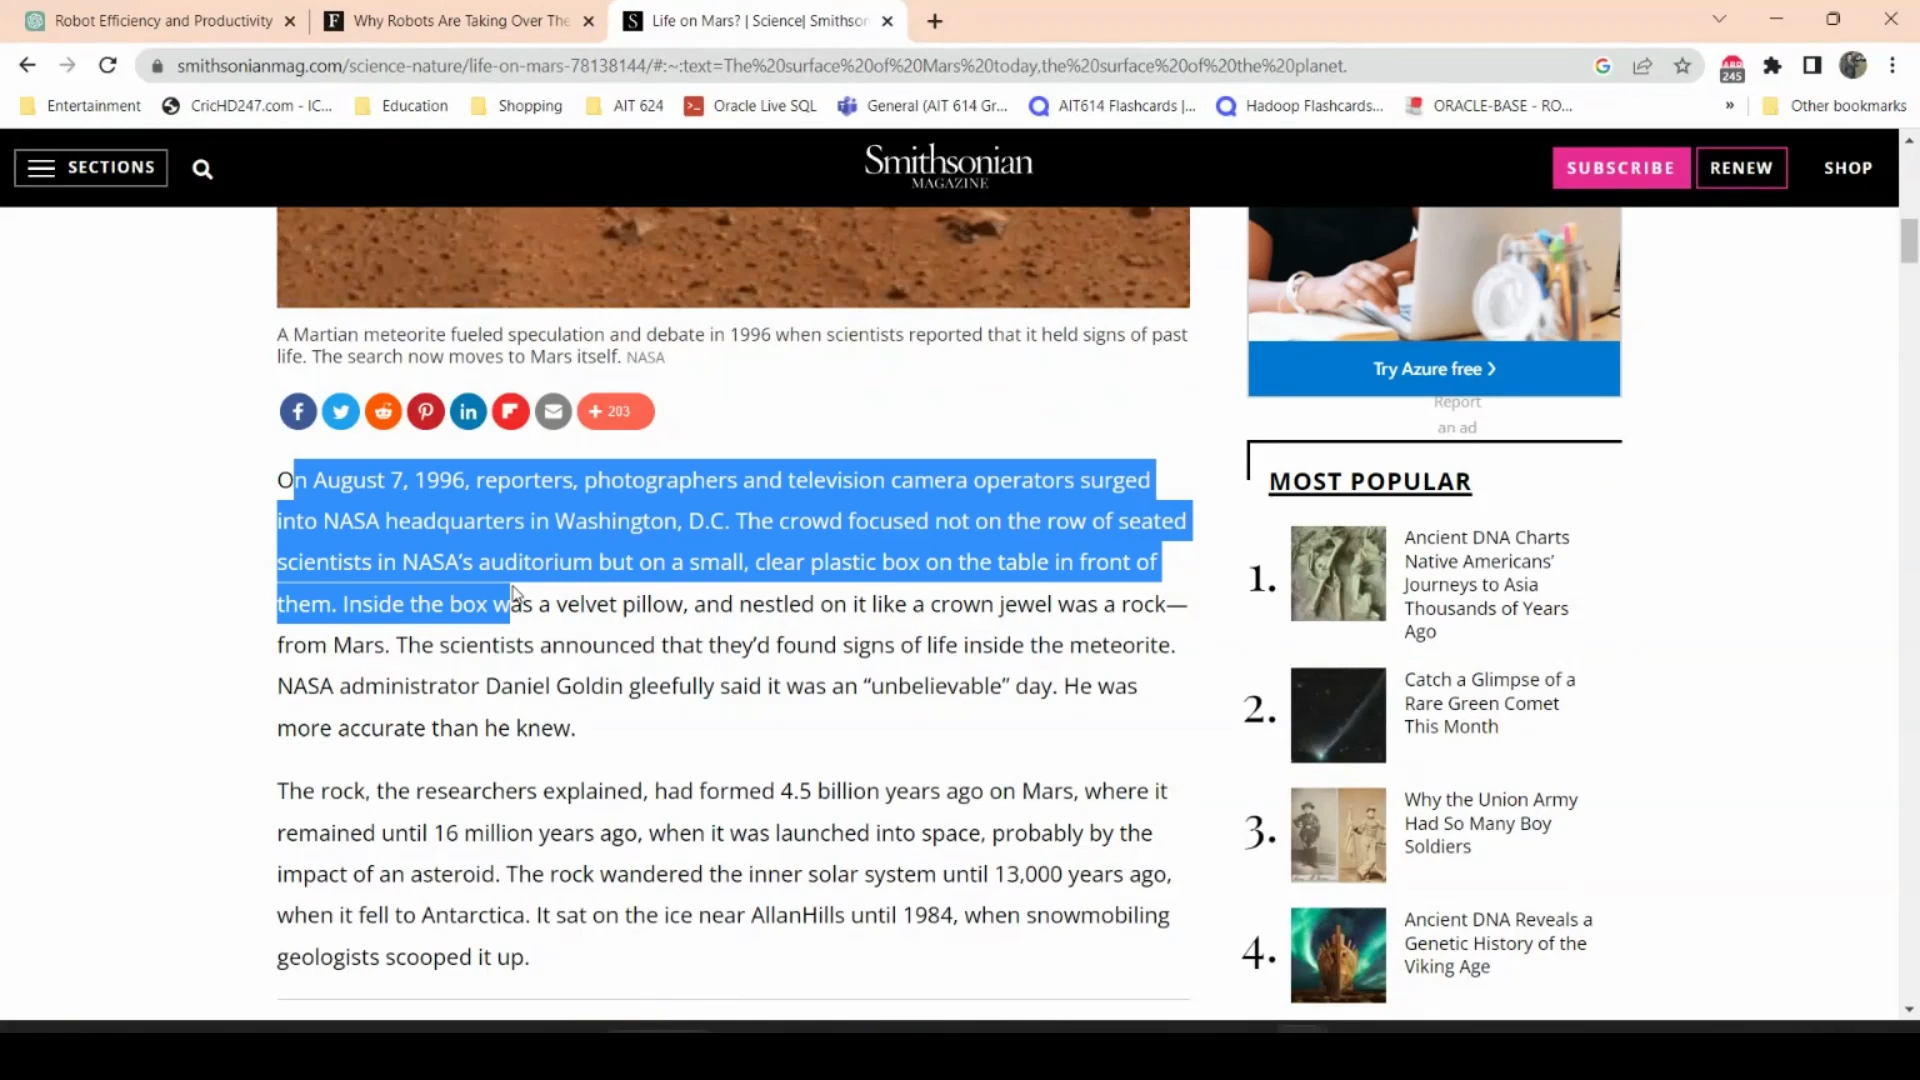 Robot Efficiency and Productivity
Why Robots Are Taking Over The
Life on Mars? | Science| Smithson
smithsonianmag.com/science-nature/life-on-mars-78138144/#:~:text=The%20surface%20of%20Mars%20today,the%20surface%20of%20the%20planet.
245
Entertainment
CricHD247.com - IC...
Education
Shopping
AIT 624
Oracle Live SQL
General (AIT 614 Gr...
AIT614 Flashcards |...
Hadoop Flashcards...
ORACLE-BASE - RO...
»
Other bookmarks
SECTIONS
Smithsonian
MAGAZINE
SUBSCRIBE
RENEW
SHOP
A Martian meteorite fueled speculation and debate in 1996 when scientists reported that it held signs of past
life. The search now moves to Mars itself. NASA
+ 203
On August 7, 1996, reporters, photographers and television camera operators surged
into NASA headquarters in Washington, D.C. The crowd focused not on the row of seated
scientists in NASA’s auditorium but on a small, clear plastic box on the table in front of
them. Inside the box was a velvet pillow, and nestled on it like a crown jewel was a rock—
from Mars. The scientists announced that they’d found signs of life inside the meteorite.
NASA administrator Daniel Goldin gleefully said it was an “unbelievable” day. He was
more accurate than he knew.
The rock, the researchers explained, had formed 4.5 billion years ago on Mars, where it
remained until 16 million years ago, when it was launched into space, probably by the
impact of an asteroid. The rock wandered the inner solar system until 13,000 years ago,
when it fell to Antarctica. It sat on the ice near AllanHills until 1984, when snowmobiling
geologists scooped it up.
Try Azure free ❯
Report
an ad
MOST POPULAR
1.
Ancient DNA Charts
Native Americans’
Journeys to Asia
Thousands of Years
Ago
2.
Catch a Glimpse of a
Rare Green Comet
This Month
3.
Why the Union Army
Had So Many Boy
Soldiers
4.
Ancient DNA Reveals a
Genetic History of the
Viking Age